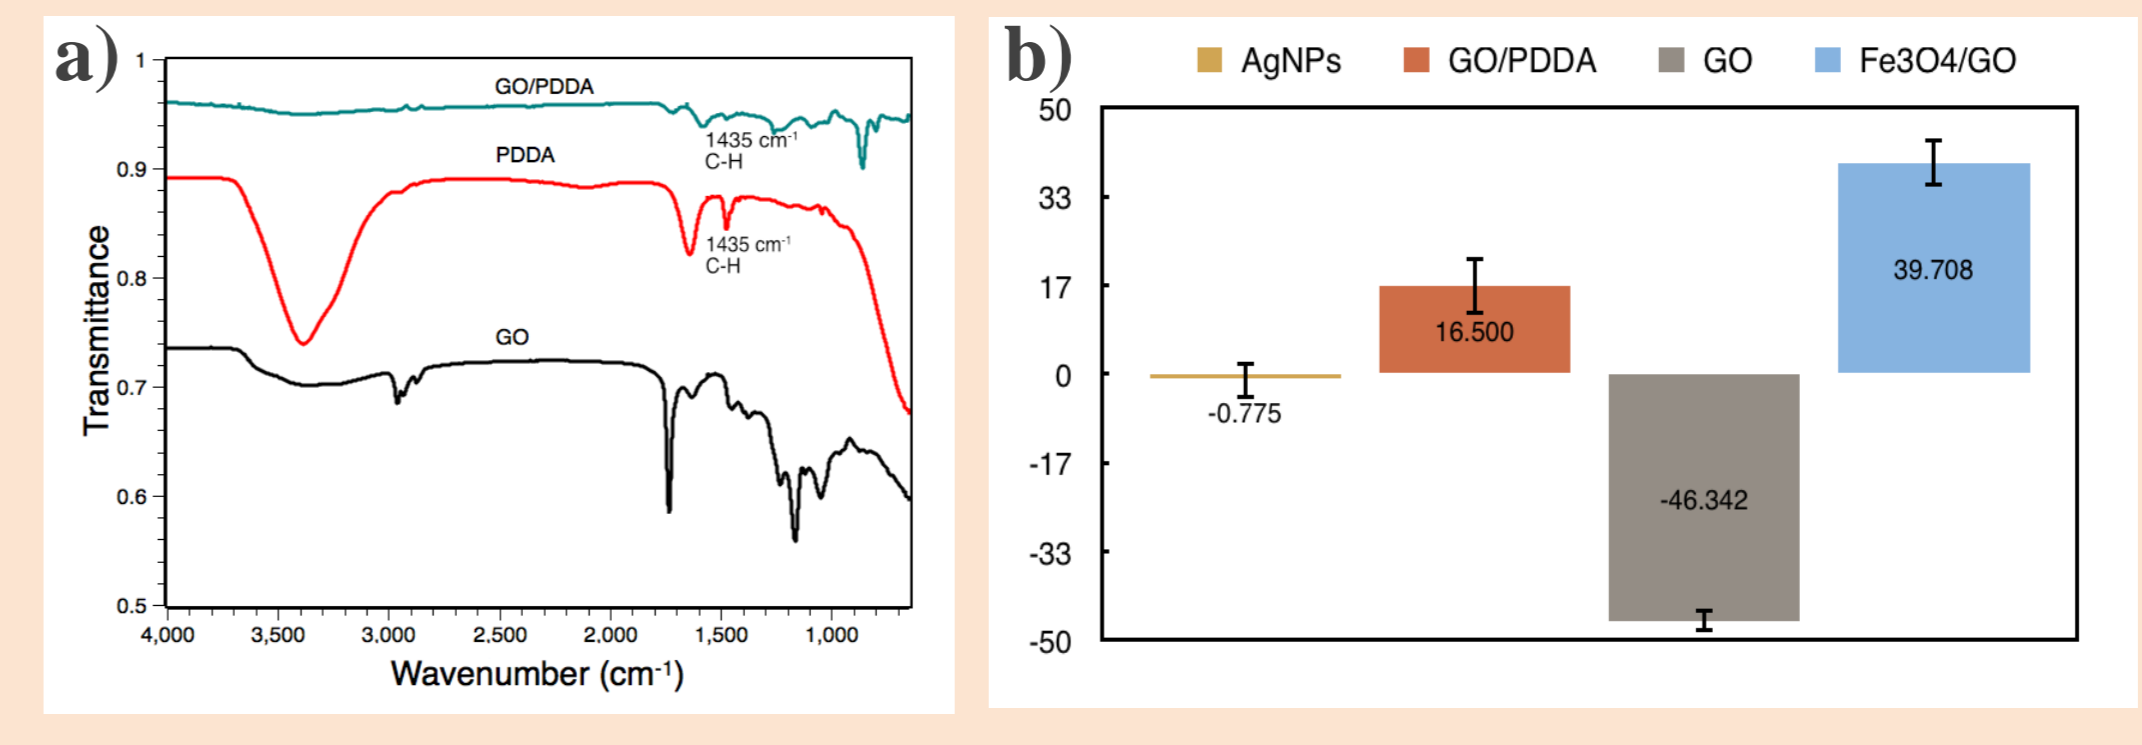 a)
GO/PDDA
1435 cm-1
C-H
PDDA
1435 cm-1
C-H
GO
Transmittance
1
0.9
0.8
0.7
0.6
0.5
4,000 3,500 3.000 2.500 2.000 1,500 1,000
Wavenumber (cm-1)
b)
AgNPs GO/PDDA GO Fe3O4/GO
50
33
17
0
-17
-33
-50
-0.775
16.500
-46.342
39.708